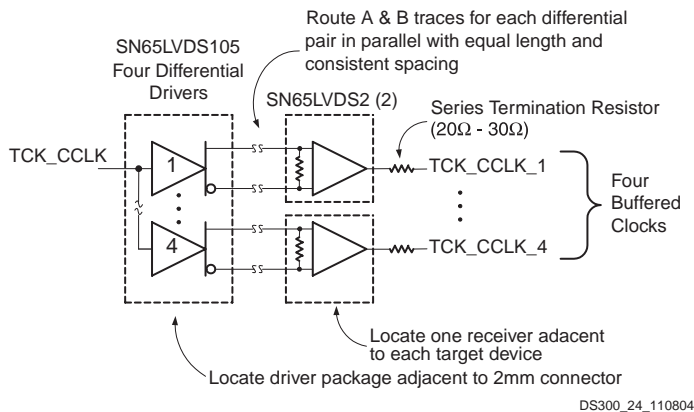 Route A & B traces for each differential
pair in parallel with equal length and
consistent spacing
SN65LVDS105
Four Differential
Drivers
SN65LVDS2 (2)
Series Termination Resistor
(20Ω - 30Ω)
TCK_CCLK
1
TCK_CCLK_1
Four
Buffered
Clocks
4
TCK_CCLK_4
Locate one receiver adacent
to each target device
Locate driver package adjacent to 2mm connector
DS300_24_110804